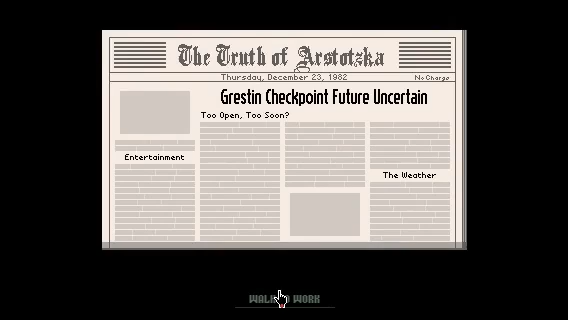 The Truth of Arstotzka
Thursday, December 23, 1982
No Charge
Grestin Checkpoint Future Uncertain
Too Open, Too Soon?
Entertainment
The Weather
WORK